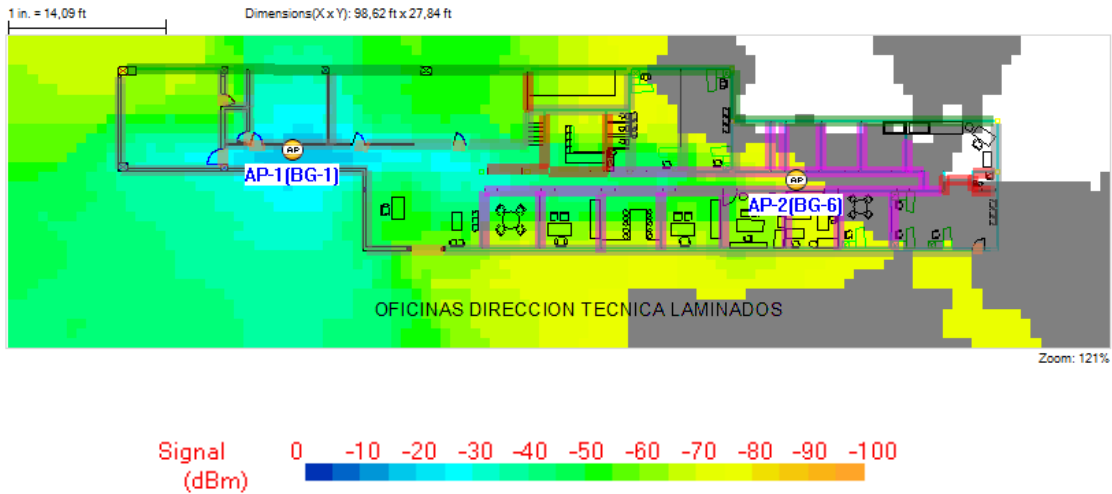 1 in. = 14,09 ft Dimensions(X x Y): 98,62 ft x 27,84 ft
AP
AP-1(BG-1)
AP
AP-2(BG-6)
OFICINAS DIRECCION TECNICA LAMINADOS
Zoom: 121%
Signal 0 -10 -20 -30 -40 -50 -60 -70 -80 -90 -100
(dBm)